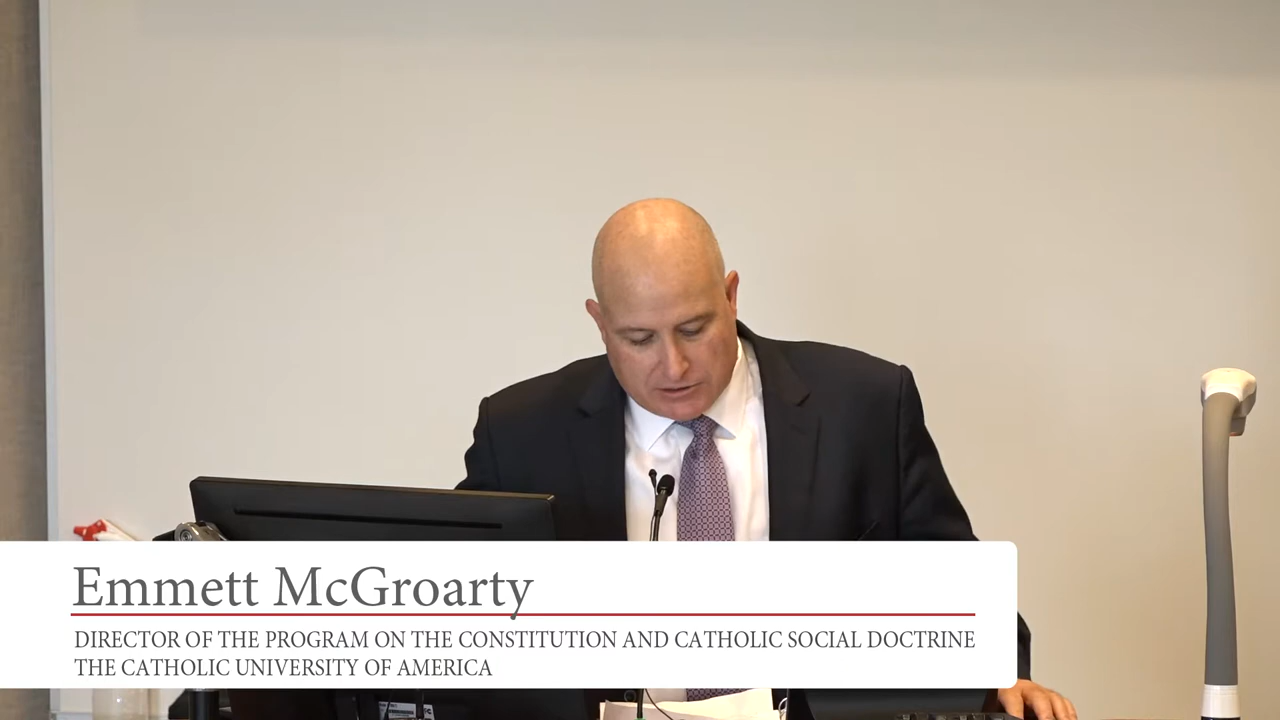 Emmett McGroarty
DIRECTOR OF THE PROGRAM ON THE CONSTITUTION AND CATHOLIC SOCIAL DOCTRINE
THE CATHOLIC UNIVERSITY OF AMERICA